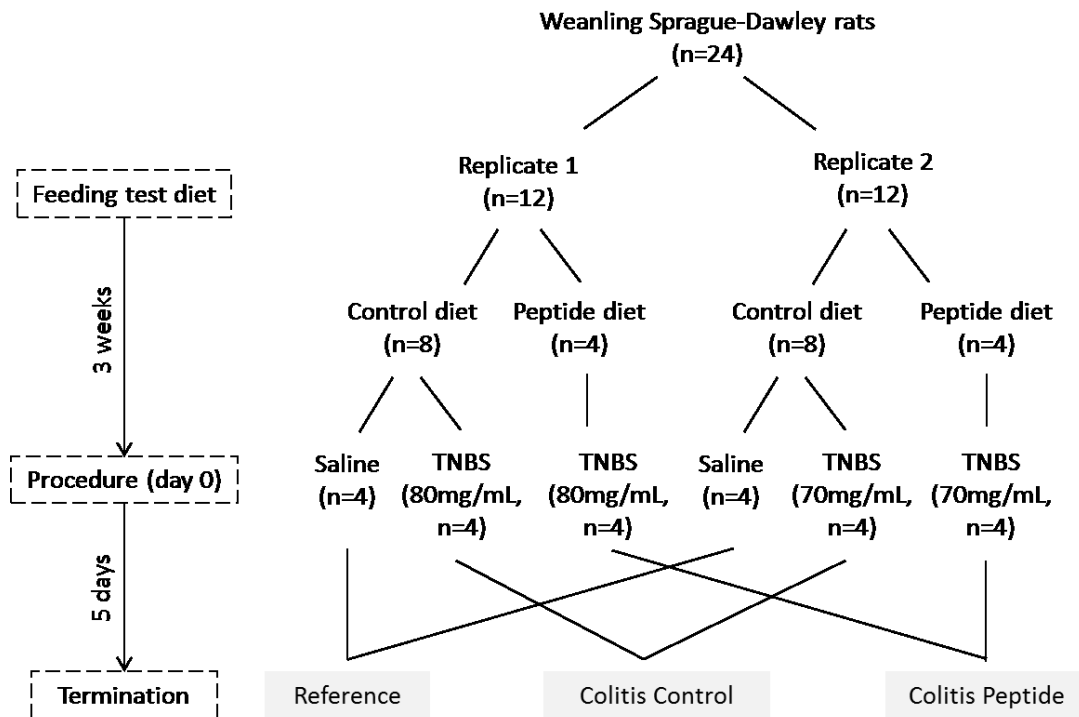 Weanling Sprague-Dawley rats
(n=24)
Replicate 1
(n=12)
Replicate 2
(n=12)
Feeding test diet
3 weeks
Control diet
(n=8)
Peptide diet
(n=4)
Control diet
(n=8)
Peptide diet
(n=4)
Procedure (day 0)
Saline
(n=4)
TNBS
(80mg/mL,
n=4)
TNBS
(80mg/mL,
n=4)
Saline
(n=4)
TNBS
(70mg/mL,
n=4)
TNBS
(70mg/mL,
n=4)
5 days
Termination
Reference
Colitis Control
Colitis Peptide